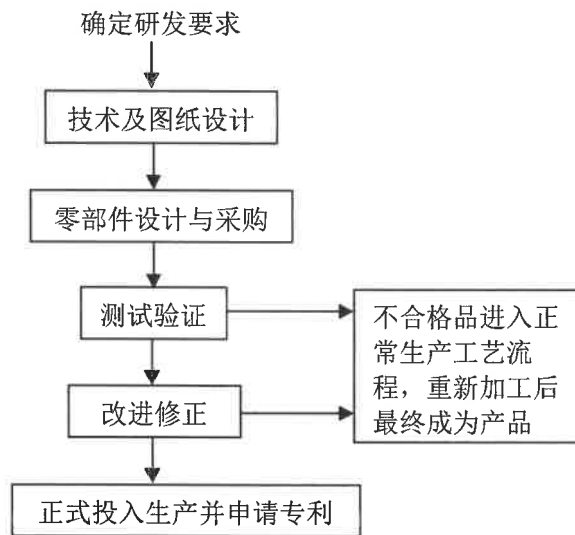 确定研发要求
技术及图纸设计
零部件设计与采购
测试验证
不合格品进入正
常生产工艺流
程，重新加工后
最终成为产品
改进修正
正式投入生产并申请专利